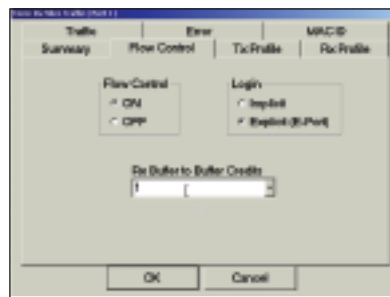 Traffic Error MAC ID
Summary Flow Control Tx Profile Rx Profile
Flow Control Login
ON Implicit
OFF Explicit (E-Port)
Rx Buffer to Buffer Credits
1
OK Cancel